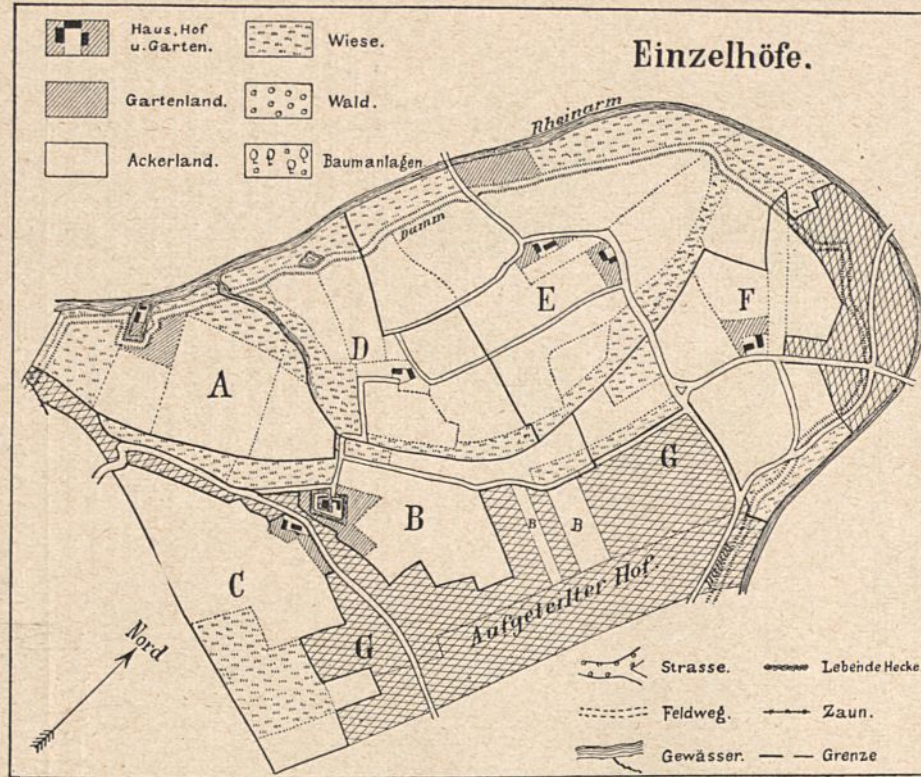 Einzelhöfe.
Haus, Hof
u. Garten.
Wiese.
Gartenland.
Wald.
Ackerland.
Baumanlagen
Rheinarm
Damm
A
D
E
F
B
B
B
G
C
G
Aufgeteilter Hof.
Nord
Strasse.
Lebende Hecke
Feldweg.
Zaun.
Gewässer.
Grenze